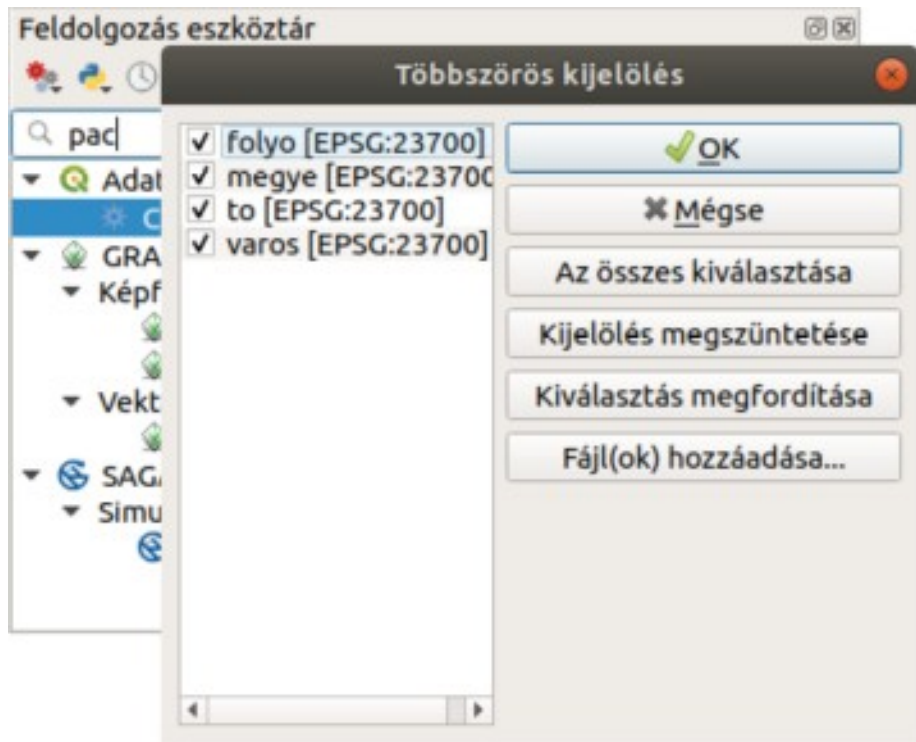 Feldolgozás eszköztár
Többszörös kijelölés
pac
Adat
C
GRA
Képf
Vekt
SAGA
Simu
folyo [EPSG:23700]
megye [EPSG:23700
to [EPSG:23700]
varos [EPSG:23700]
OK
Mégse
Az összes kiválasztása
Kijelölés megszüntetése
Kiválasztás megfordítása
Fájl(ok) hozzáadása...